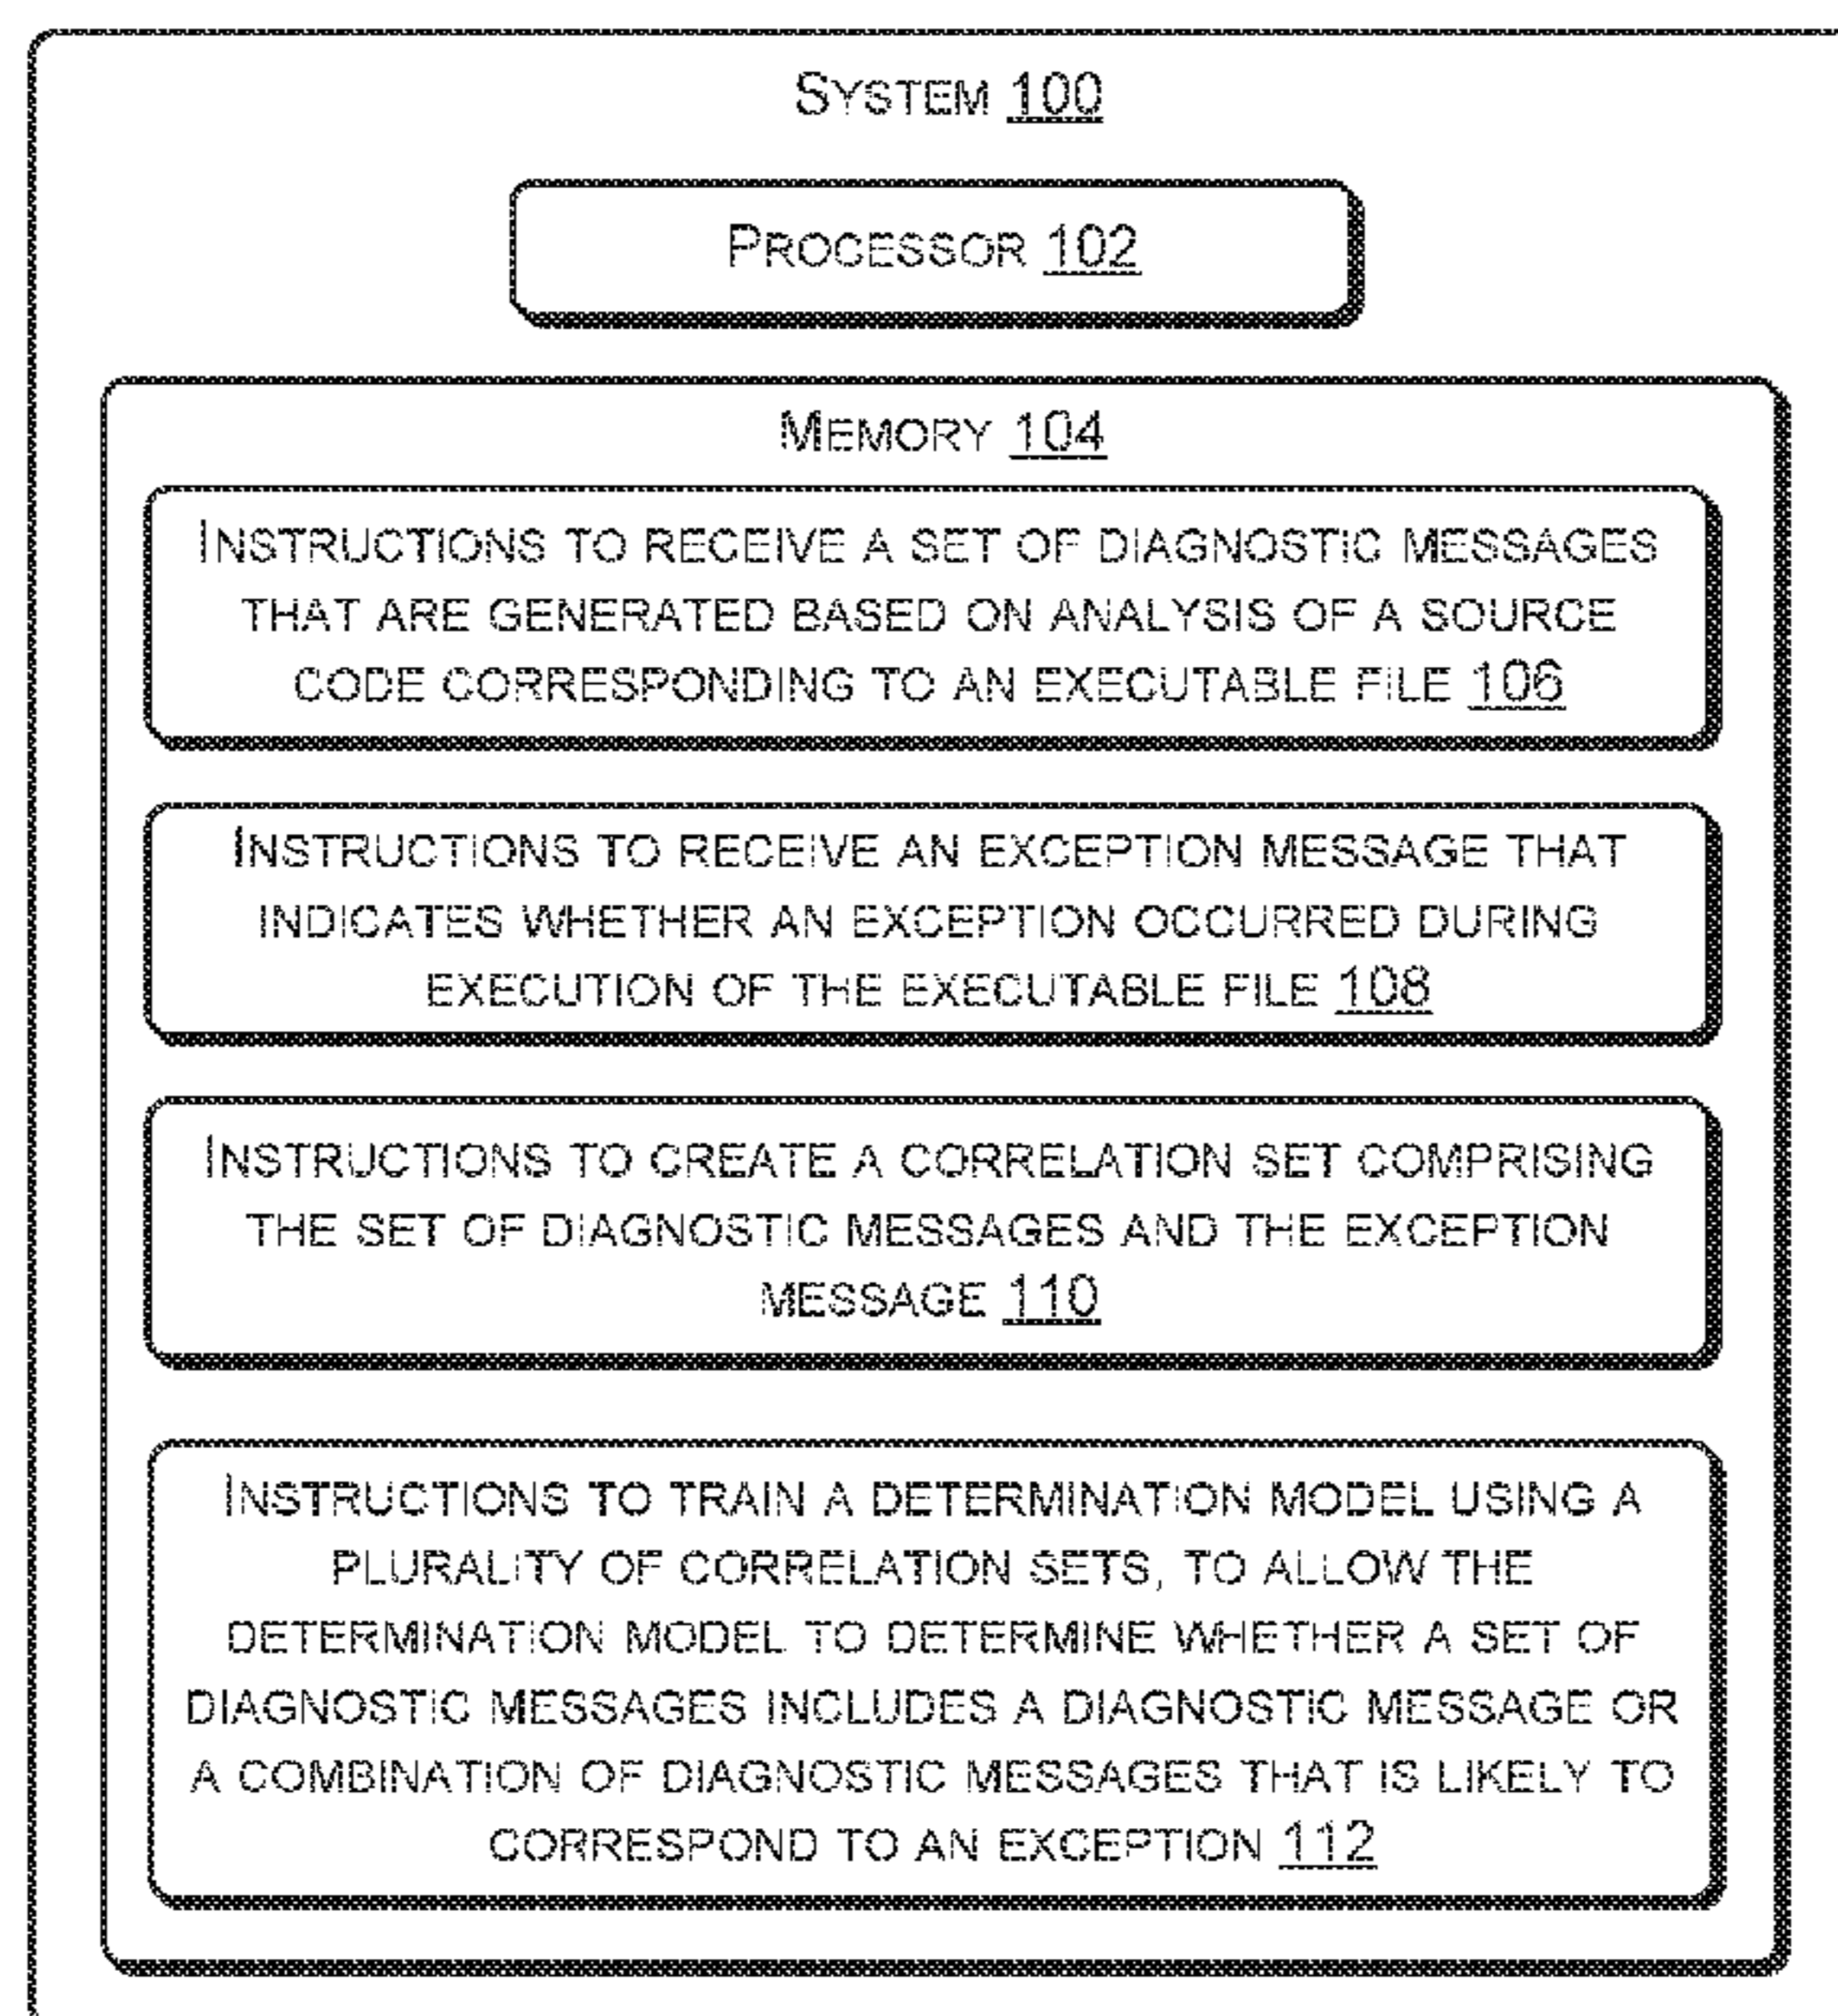 SYSTEM 100
PROCESSOR 102
MEMORY 104
INSTRUCTIONS TO RECEIVE A SET OF DIAGNOSTIC MESSAGES
THAT ARE GENERATED BASED ON ANALYSIS OF A SOURCE
CODE CORRESPONDING TO AN EXECUTABLE FILE 106
INSTRUCTIONS TO RECEIVE AN EXCEPTION MESSAGE THAT
INDICATES WHETHER AN EXCEPTION OCCURRED DURING
EXECUTION OF THE EXECUTABLE FILE 108
INSTRUCTIONS TO CREATE A CORRELATION SET COMPRISING
THE SET OF DIAGNOSTIC MESSAGES AND THE EXCEPTION
MESSAGE 110
INSTRUCTIONS TO TRAIN A DETERMINATION MODEL USING A
PLURALITY OF CORRELATION SETS, TO ALLOW THE
DETERMINATION MODEL TO DETERMINE WHETHER A SET OF
DIAGNOSTIC MESSAGES INCLUDES A DIAGNOSTIC MESSAGE OR
A COMBINATION OF DIAGNOSTIC MESSAGES THAT IS LIKELY TO
CORRESPOND TO AN EXCEPTION 112